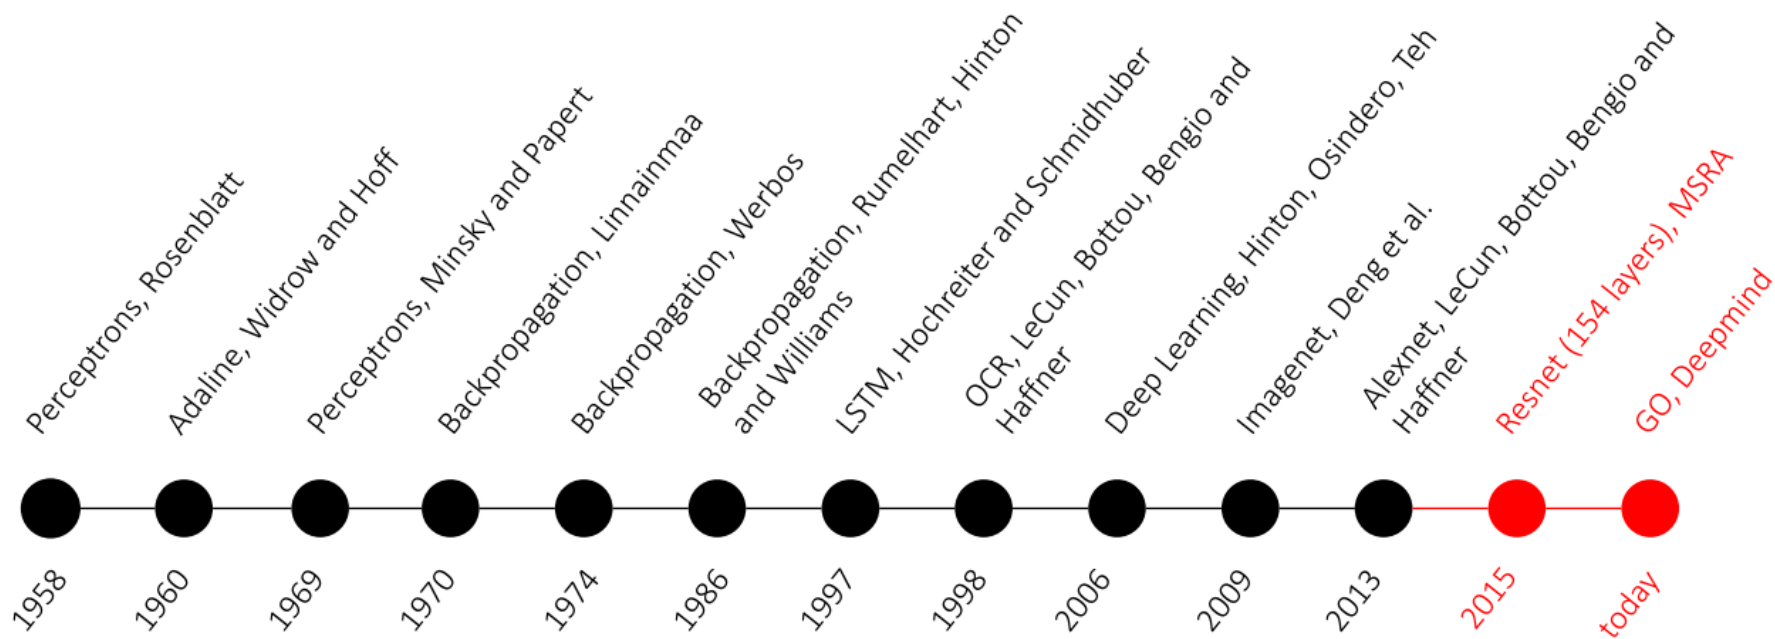 Perceptrons, Rosenblatt
Adaline, Widrow and Hoff
Perceptrons, Minsky and Papert
Backpropagation, Linnainmaa
Backpropagation, Werbos
Backpropagation, Rumelhart, Hinton
and Williams
LSTM, Hochreiter and Schmidhuber
OCR, LeCun, Bottou, Bengio and
Haffner
Deep Learning, Hinton, Osindero, Teh
Imagenet, Deng et al.
Alexnet, LeCun, Bottou, Bengio and
Haffner
Resnet (154 layers), MSRA
GO, Deepmind
1958
1960
1969
1970
1974
1986
1997
1998
2006
2009
2013
2015
today